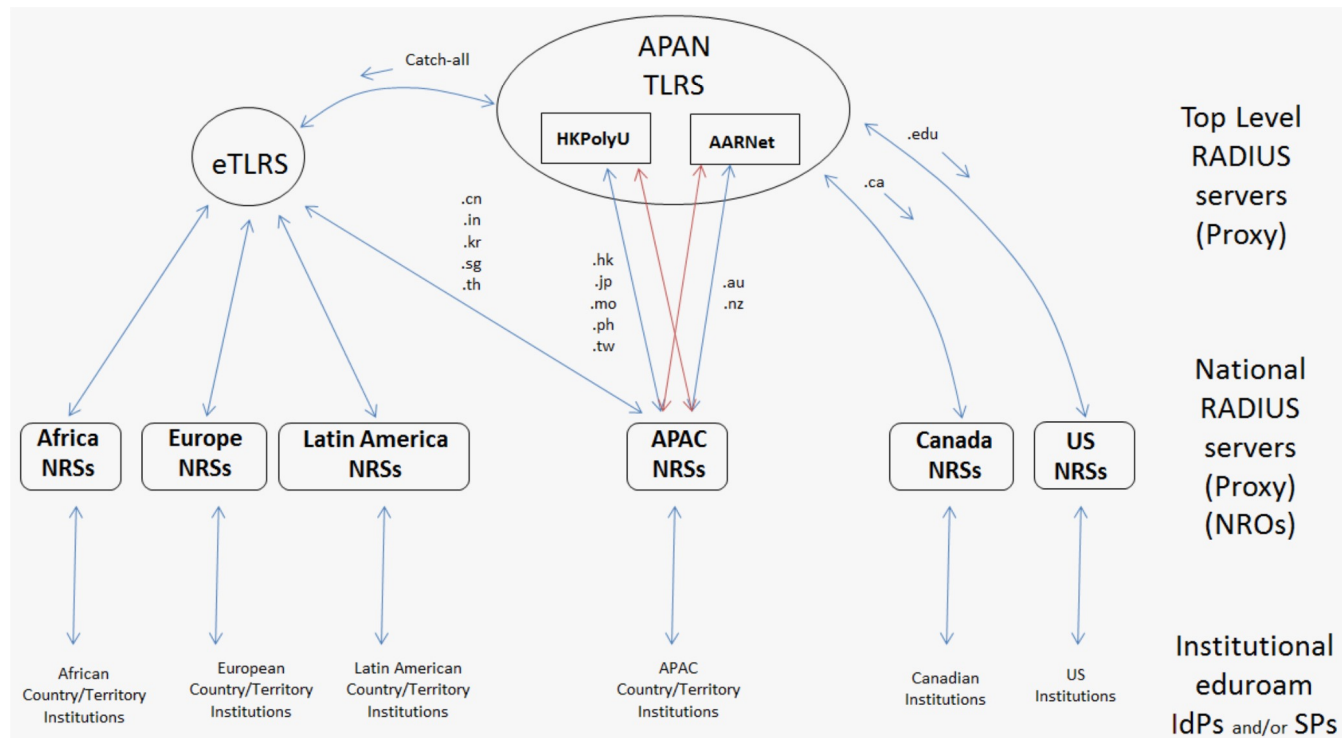 Catch-all
APAN
TLRS
HKPolyU
AARNet
eTLRS
.edu
.ca
.cn
.in
.kr
.sg
.th
.hk
.jp
.mo
.ph
.tw
.au
.nz
Top Level
RADIUS
servers
(Proxy)
Africa
NRSs
Europe
NRSs
Latin America
NRSs
APAC
NRSs
Canada
NRSs
US
NRSs
National
RADIUS
servers
(Proxy)
(NROs)
African
Country/Territory
Institutions
European
Country/Territory
Institutions
Latin American
Country/Territory
Institutions
APAC
Country/Territory
Institutions
Canadian
Institutions
US
Institutions
Institutional
eduroam
IdPs and/or SPs